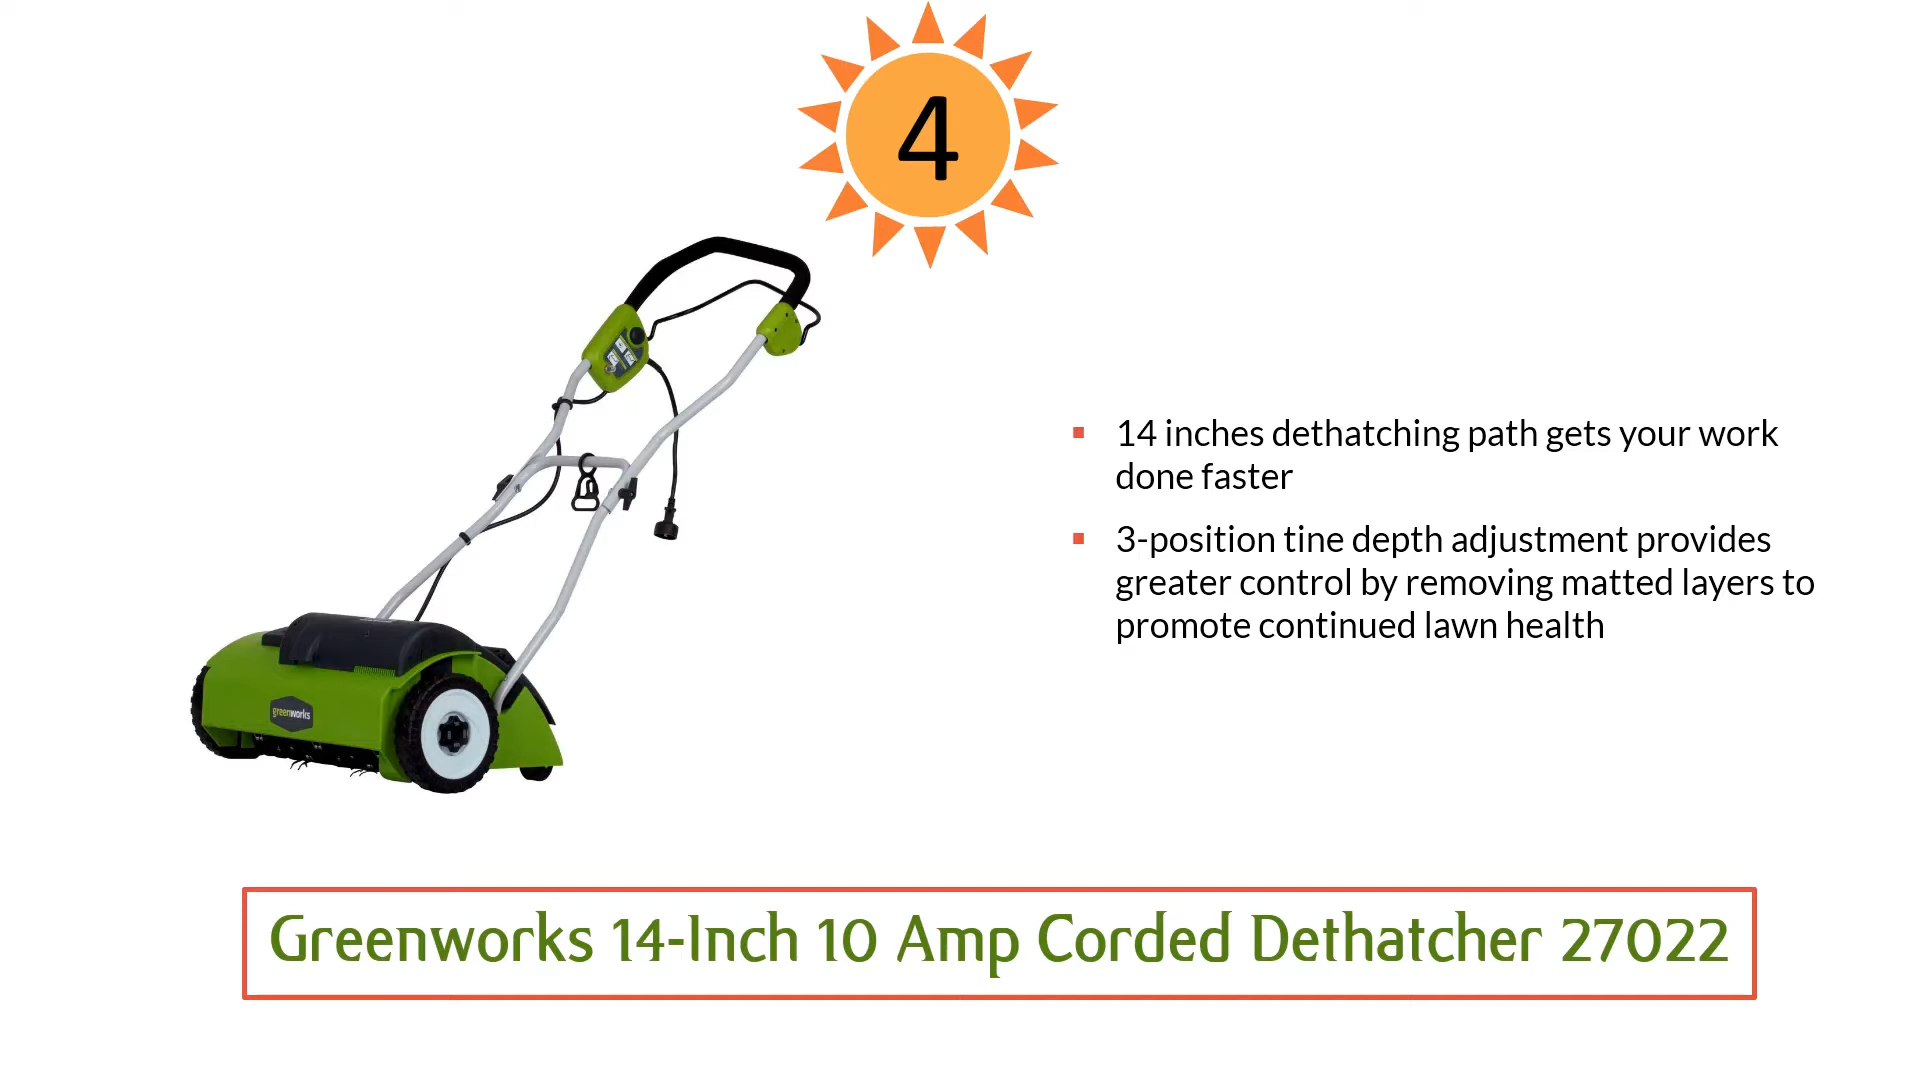 4
14 inches dethatching path gets your work
done faster
3-position tine depth adjustment provides
greater control by removing matted layers to
promote continued lawn health
greenworks
Greenworks 14-Inch 10 Amp Corded Dethatcher 27022